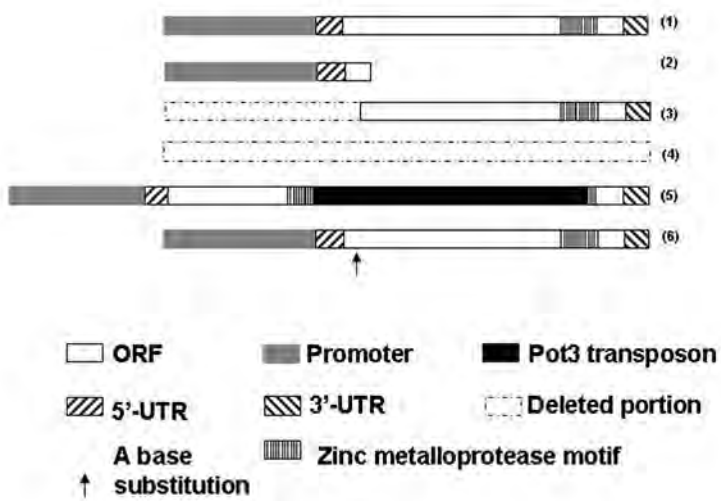 (1)
(2)
(3)
(4)
(5)
(6)
ORF
Promoter
Pot3 transposon
5’-UTR
3’-UTR
Deleted portion
A base
substitution
Zinc metalloprotease motif